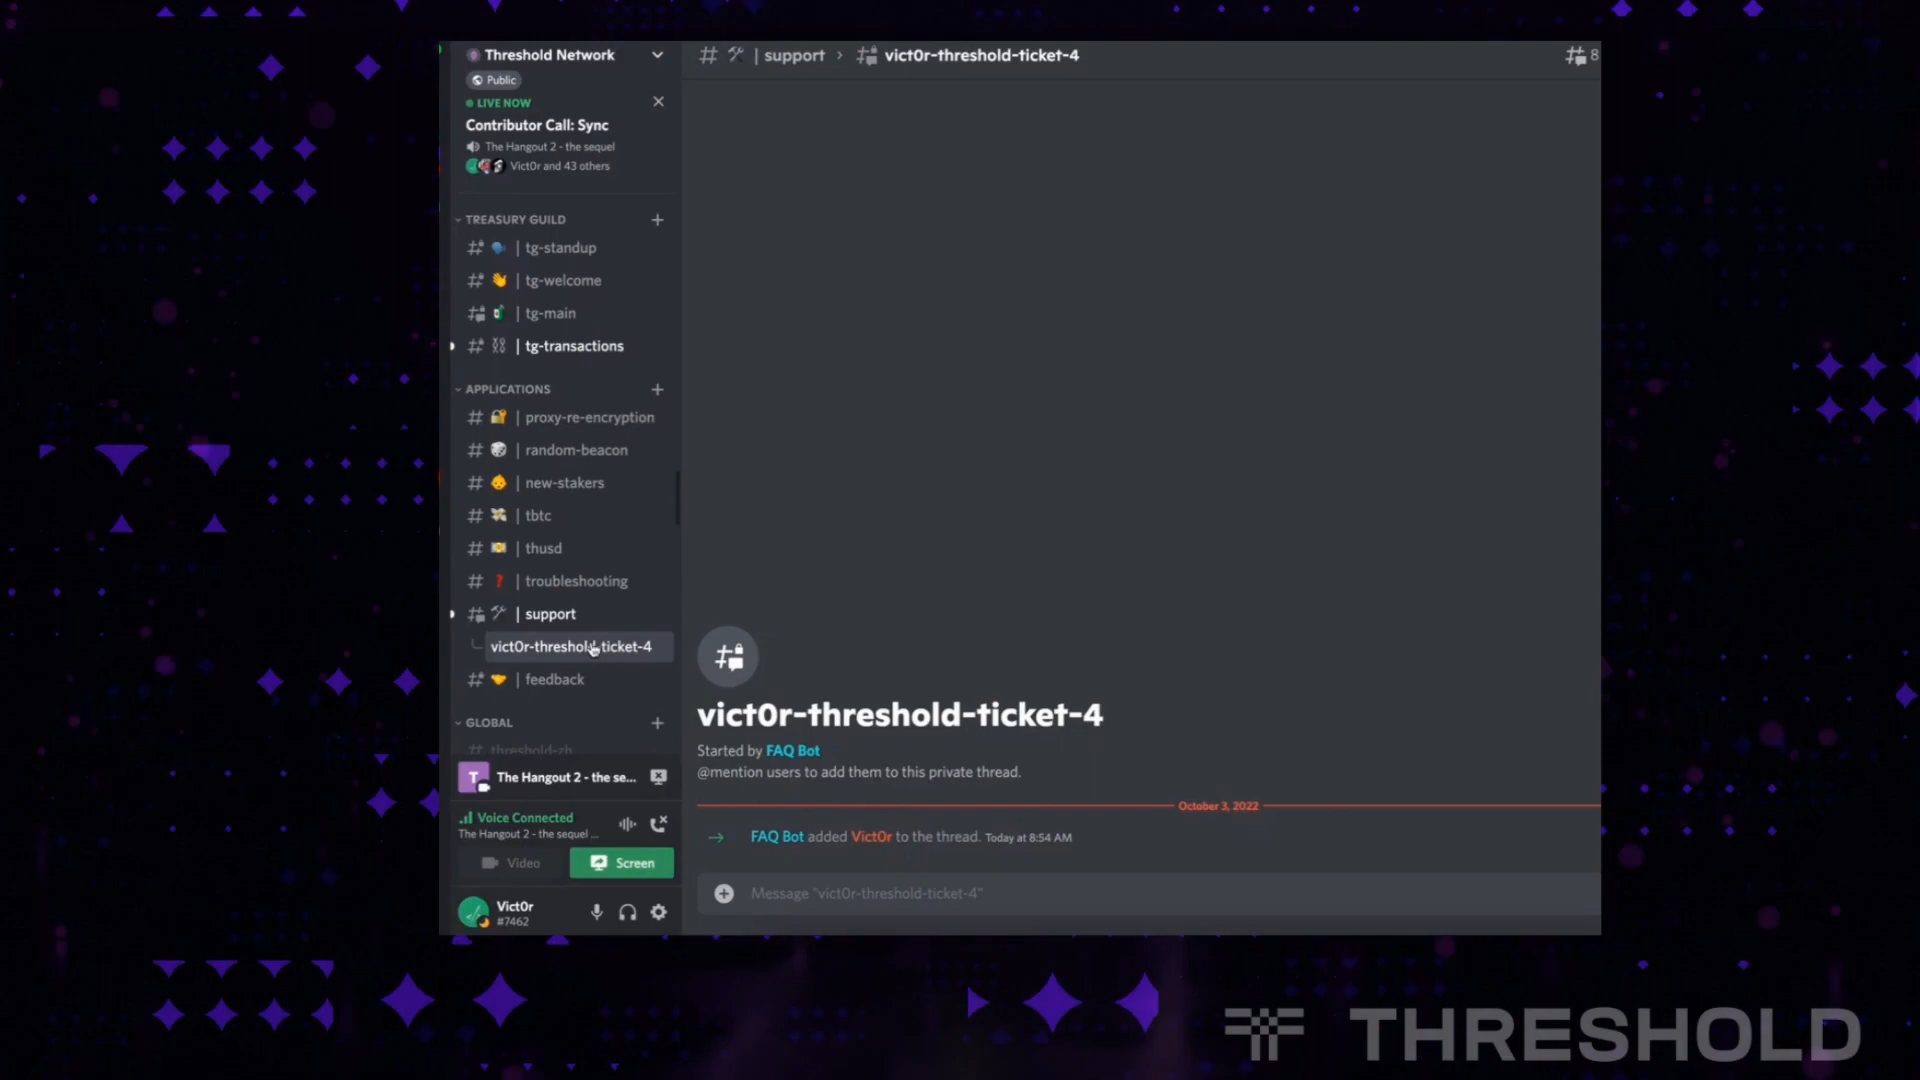 Threshold Network
Public
LIVE NOW
Contributor Call: Sync
The Hangout 2 - the sequel
Vict0r and 43 others
TREASURY GUILD
| tg-standup
| tg-welcome
| tg-main
| tg-transactions
APPLICATIONS
| proxy-re-encryption
| random-beacon
| new-stakers
| tbtc
| thusd
| troubleshooting
| support
vict0r-threshold-ticket-4
| feedback
GLOBAL
threshold-zh
T
The Hangout 2 - the se...
Voice Connected
The Hangout 2 - the sequel ...
Video
Screen
Vict0r
#7462
# | support › vict0r-threshold-ticket-4
8
vict0r-threshold-ticket-4
Started by FAQ Bot
@mention users to add them to this private thread.
October 3, 2022
FAQ Bot added Vict0r to the thread. Today at 8:54 AM
Message "vict0r-threshold-ticket-4"
THRESHOLD